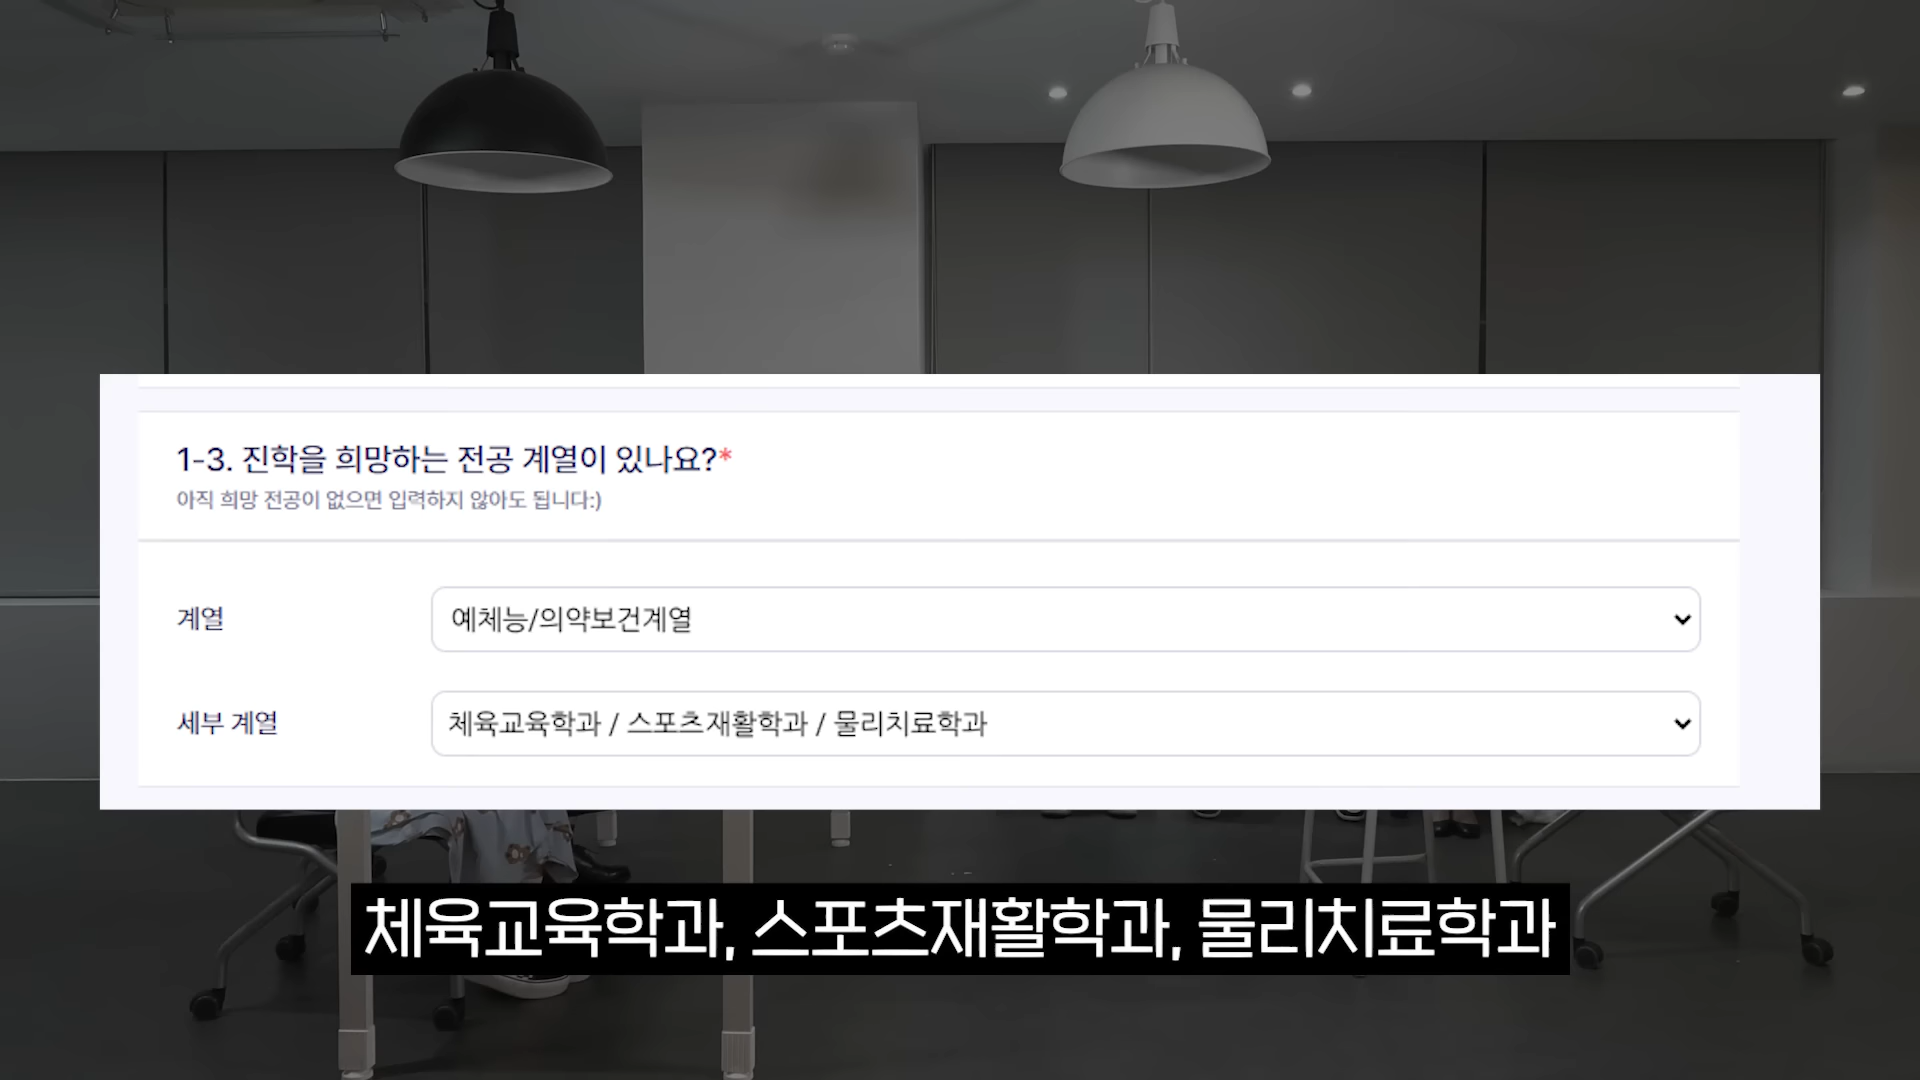 1-3. 진학을 희망하는 전공 계열이 있나요?*
아직 희망 전공이 없으면 입력하지 않아도 됩니다:)
계열
예체능/의약보건계열
세부 계열
체육교육학과 / 스포츠재활학과 / 물리치료학과
체육교육학과, 스포츠재활학과, 물리치료학과